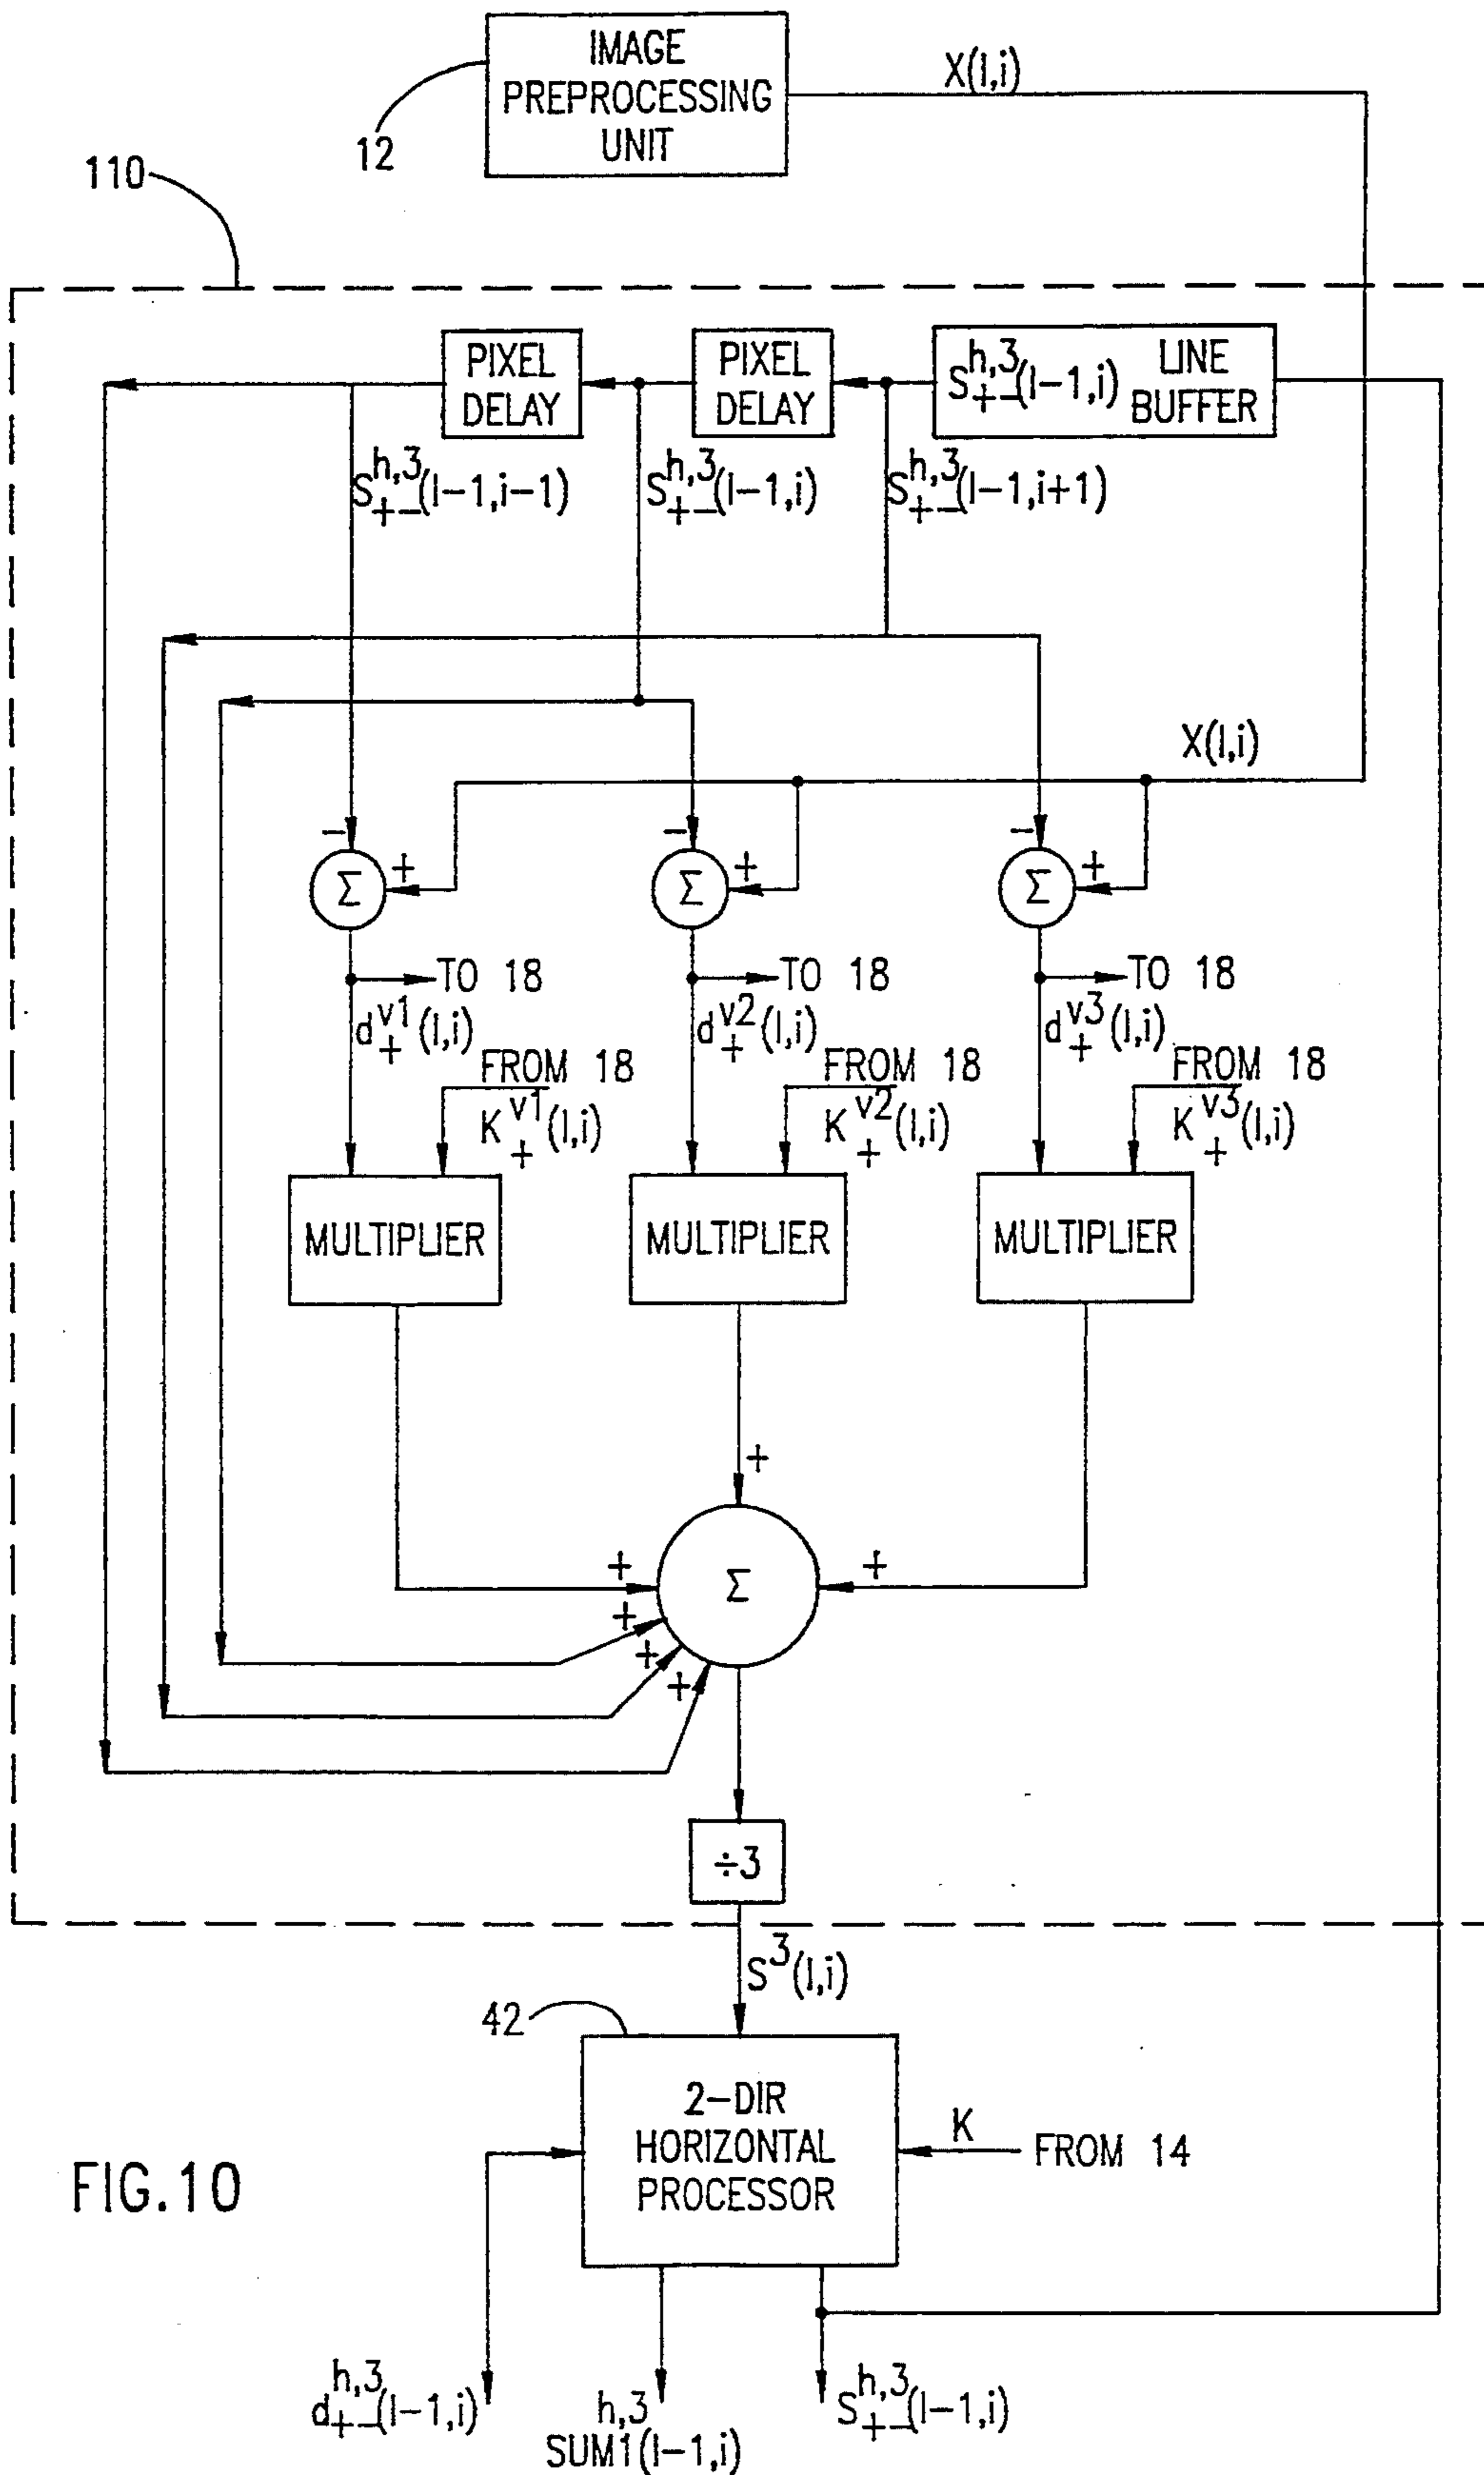 IMAGE
PREPROCESSING
UNIT
X(l,i)
12
110
PIXEL
DELAY
PIXEL
DELAY
S+-^h,3(l-1,i)
LINE
BUFFER
S+-^h,3(l-1,i-1)
S+-^h,3(l-1,i)
S+-^h,3(l-1,i+1)
X(l,i)
- Σ +
- Σ +
- Σ +
TO 18
TO 18
TO 18
d+^v1(l,i)
d+^v2(l,i)
d+^v3(l,i)
FROM 18
FROM 18
FROM 18
K+^v1(l,i)
K+^v2(l,i)
K+^v3(l,i)
MULTIPLIER
MULTIPLIER
MULTIPLIER
+
+ Σ +
+
+
+
÷3
S^3(l,i)
42
2-DIR
HORIZONTAL
PROCESSOR
K
FROM 14
FIG.10
d+-^h,3(l-1,i)
h,3
SUM1(l-1,i)
S+-^h,3(l-1,i)